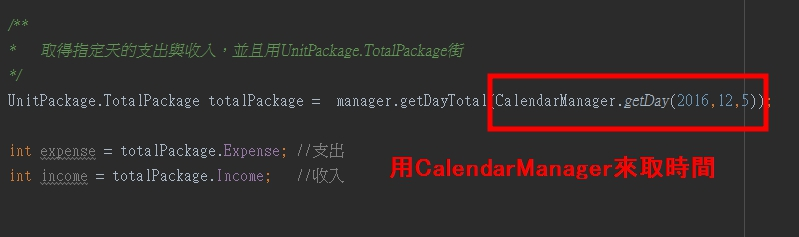 /**
*   取得指定天的支出與收入，並且用UnitPackage.TotalPackage街
*/
UnitPackage.TotalPackage totalPackage =  manager.getDayTotal(CalendarManager.getDay(2016,12,5));
int expense = totalPackage.Expense; //支出
int income = totalPackage.Income;   //收入
用CalendarManager來取時間